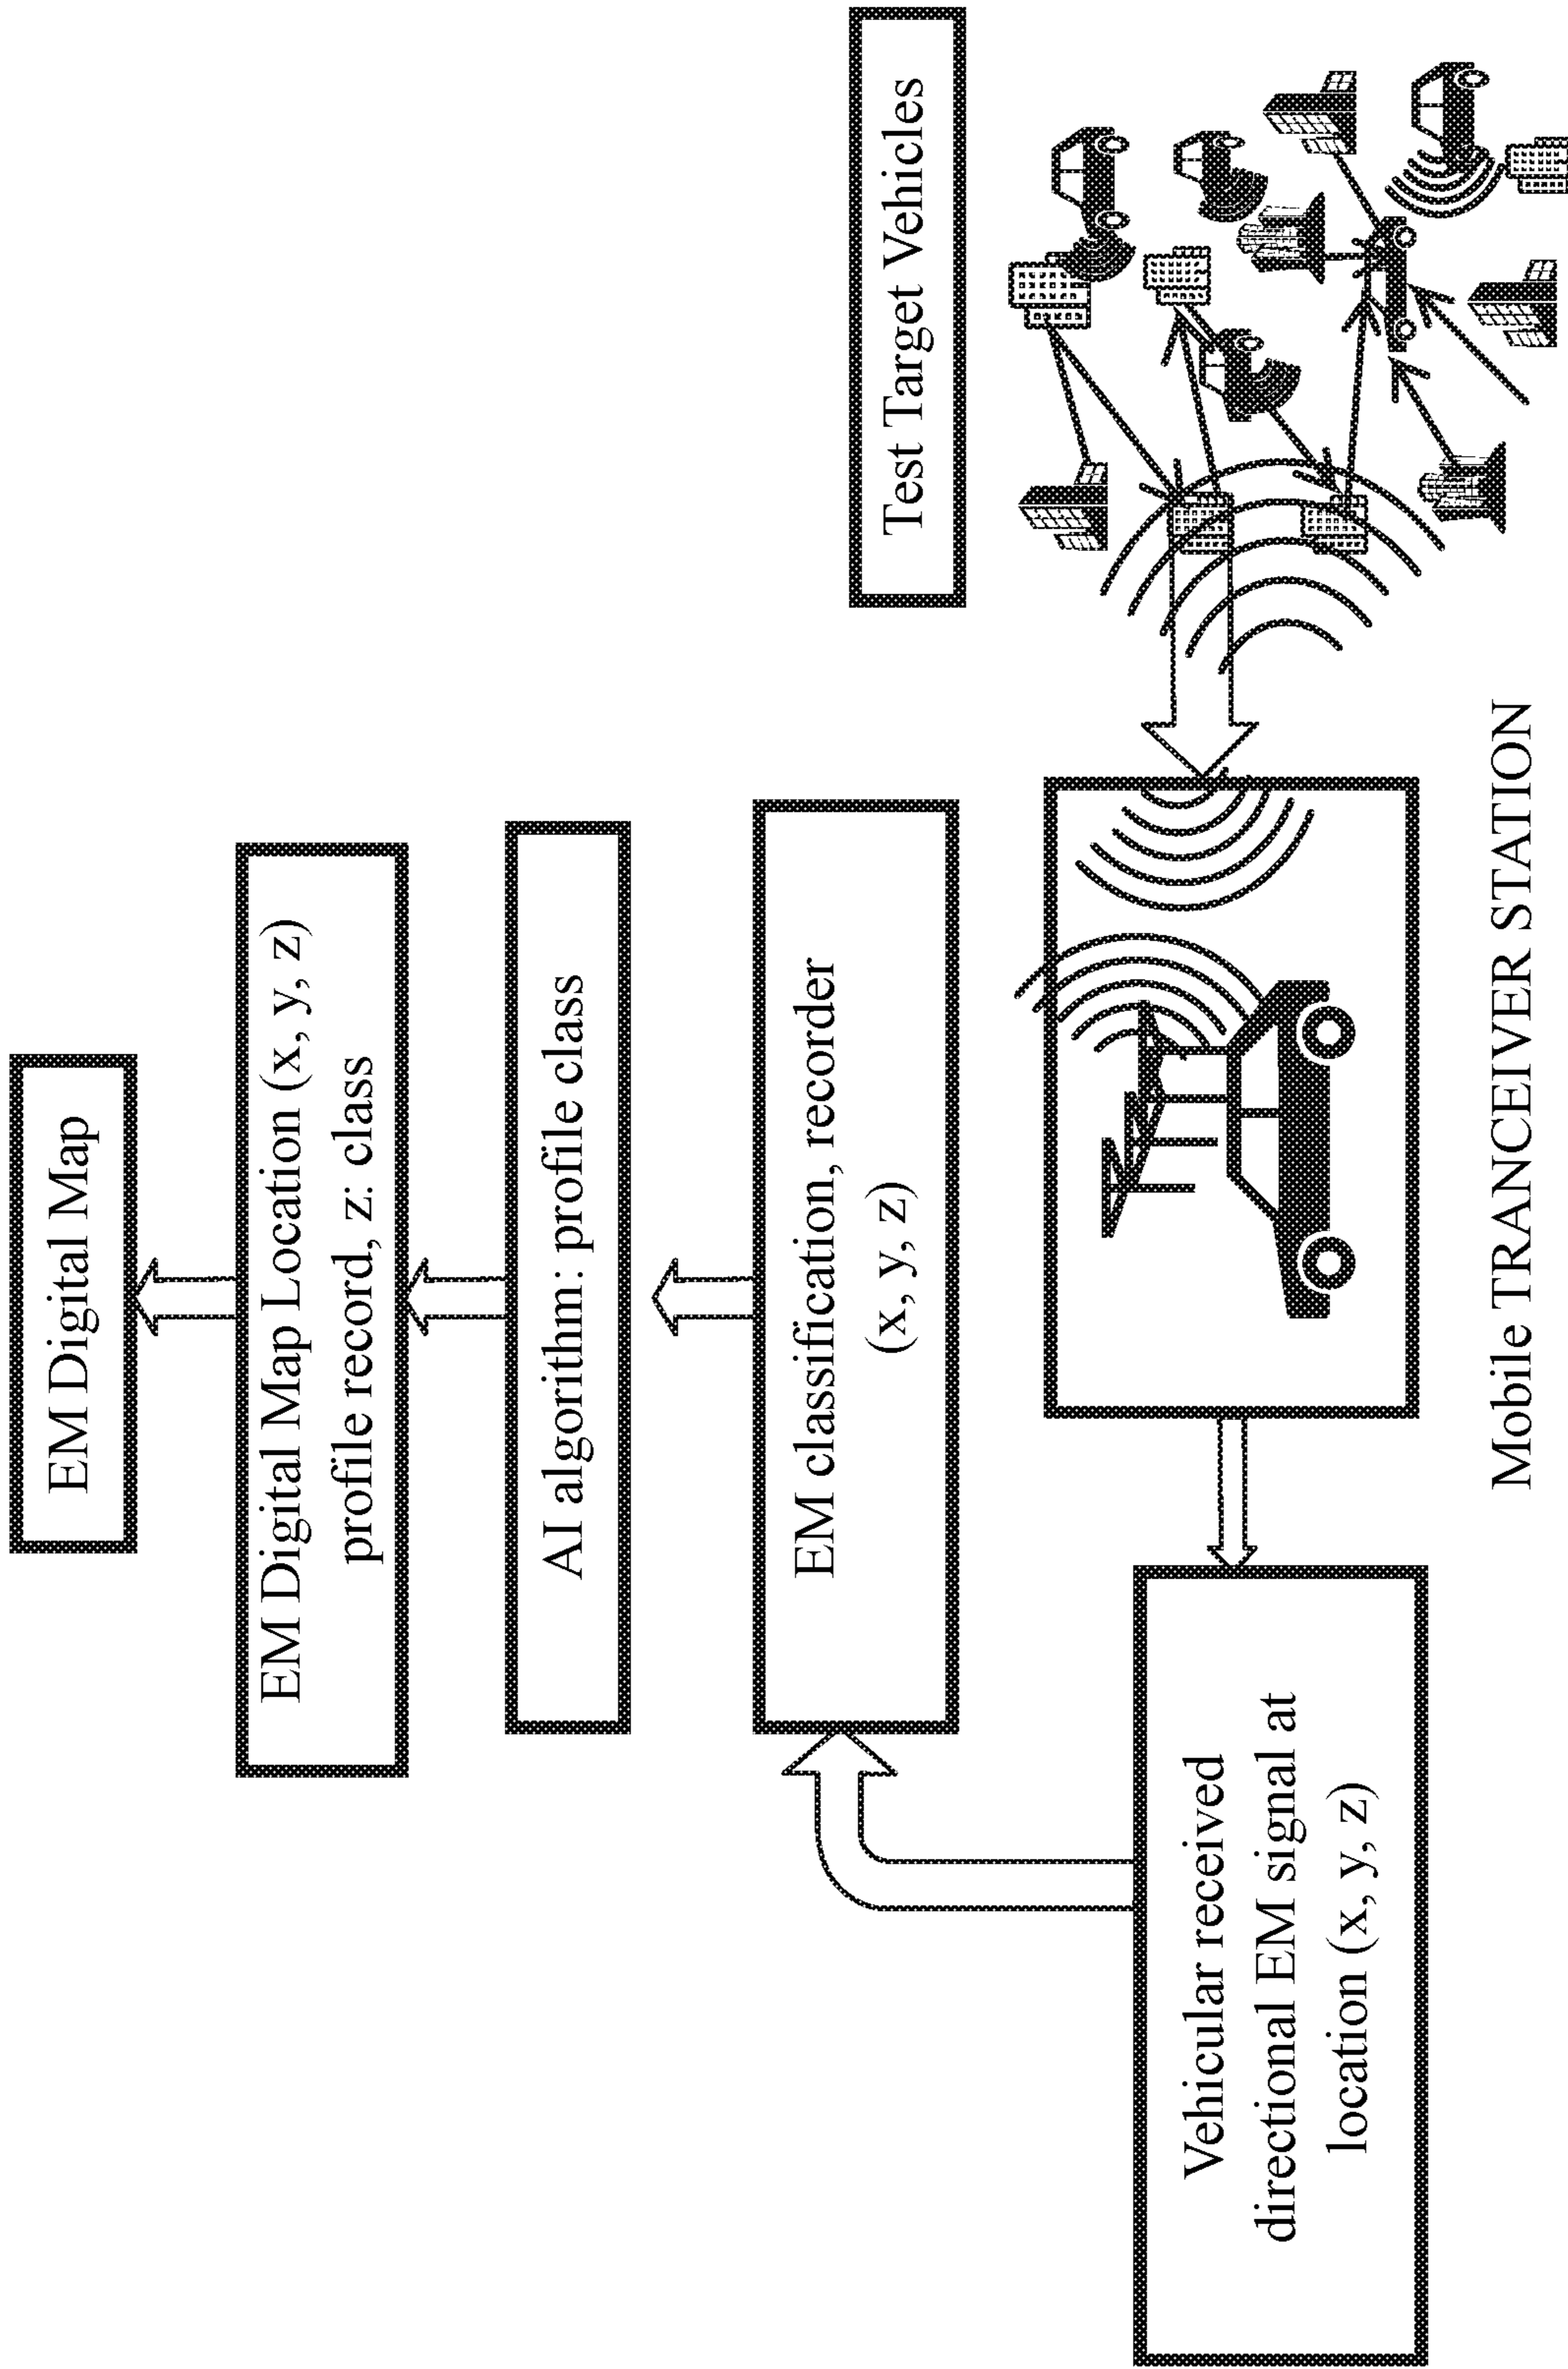 EM Digital Map
EM Digital Map Location (x, y, z)
profile record, z: class
AI algorithm: profile class
EM classification, recorder
(x, y, z)
Test Target Vehicles
Vehicular received
directional EM signal at
location (x, y, z)
Mobile TRANCEIVER STATION